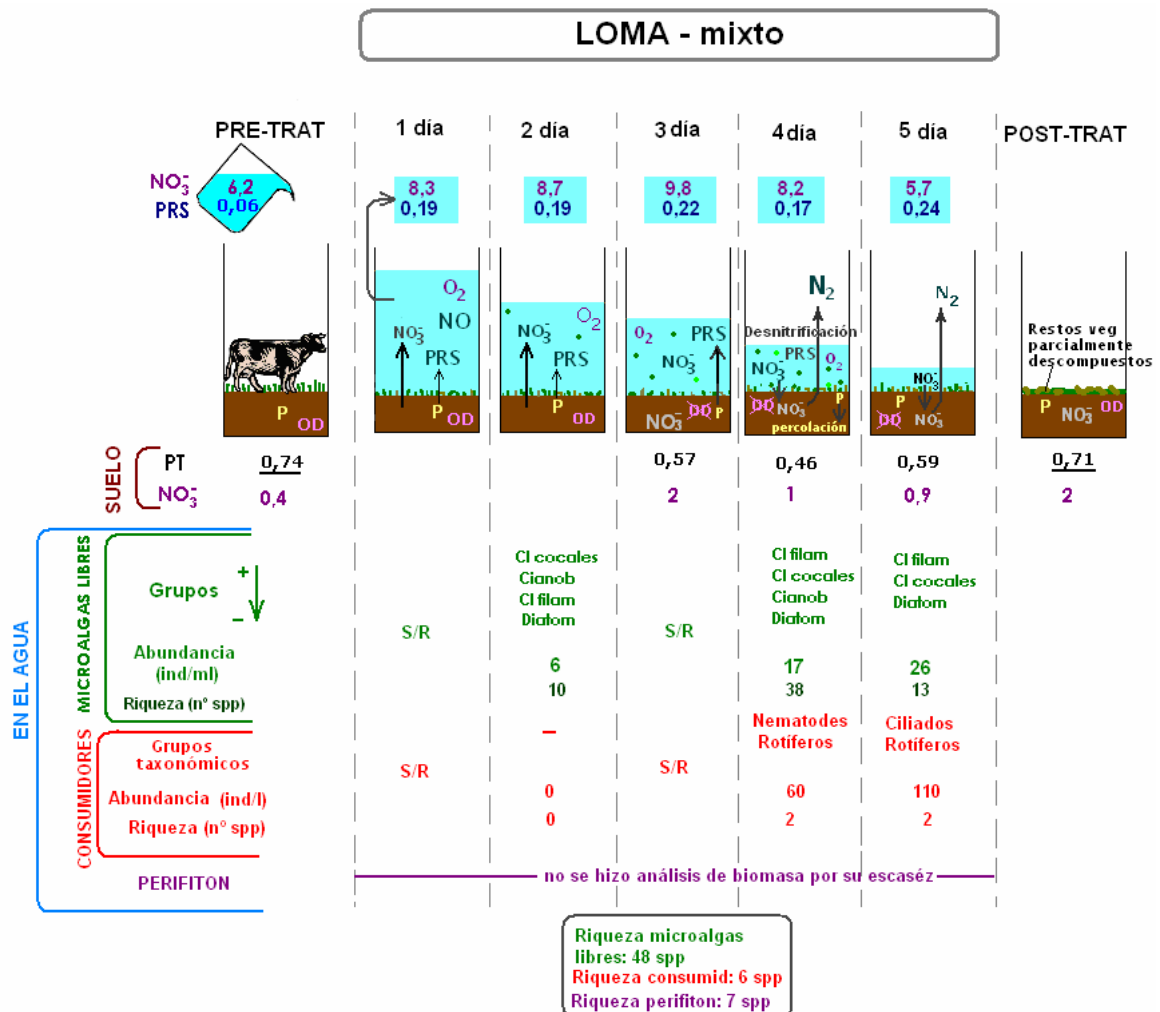 LOMA - mixto
PRE-TRAT
1 día
2 día
3 día
4 día
5 día
POST-TRAT
NO₃⁻
PRS
6,2
0,06
8,3
0,19
8,7
0,19
9,8
0,22
8,2
0,17
5,7
0,24
P
OD
O₂
NO
NO₃⁻
PRS
P
OD
O₂
NO₃⁻
PRS
P
OD
O₂
PRS
NO₃⁻
OD
P
NO₃⁻
N₂
Desnitrificación
PRS
NO₃⁻
O₂
OD
NO₃⁻
P
percolación
N₂
NO₃⁻
P
OD
NO₃⁻
Restos veg
parcialmente
descompuestos
P
OD
NO₃⁻
SUELO
PT
0,74
0,57
0,46
0,59
0,71
NO₃⁻
0,4
2
1
0,9
2
EN EL AGUA
MICROALGAS LIBRES
Grupos
+
–
S/R
Cl cocales
Cianob
Cl filam
Diatom
S/R
Cl filam
Cl cocales
Cianob
Diatom
Cl filam
Cl cocales
Diatom
Abundancia
(ind/ml)
6
17
26
Riqueza (nº spp)
10
38
13
CONSUMIDORES
Grupos
taxonómicos
S/R
–
S/R
Nematodes
Rotíferos
Ciliados
Rotíferos
Abundancia (ind/l)
0
60
110
Riqueza (nº spp)
0
2
2
PERIFITON
no se hizo análisis de biomasa por su escaséz
Riqueza microalgas
libres: 48 spp
Riqueza consumid: 6 spp
Riqueza perifiton: 7 spp